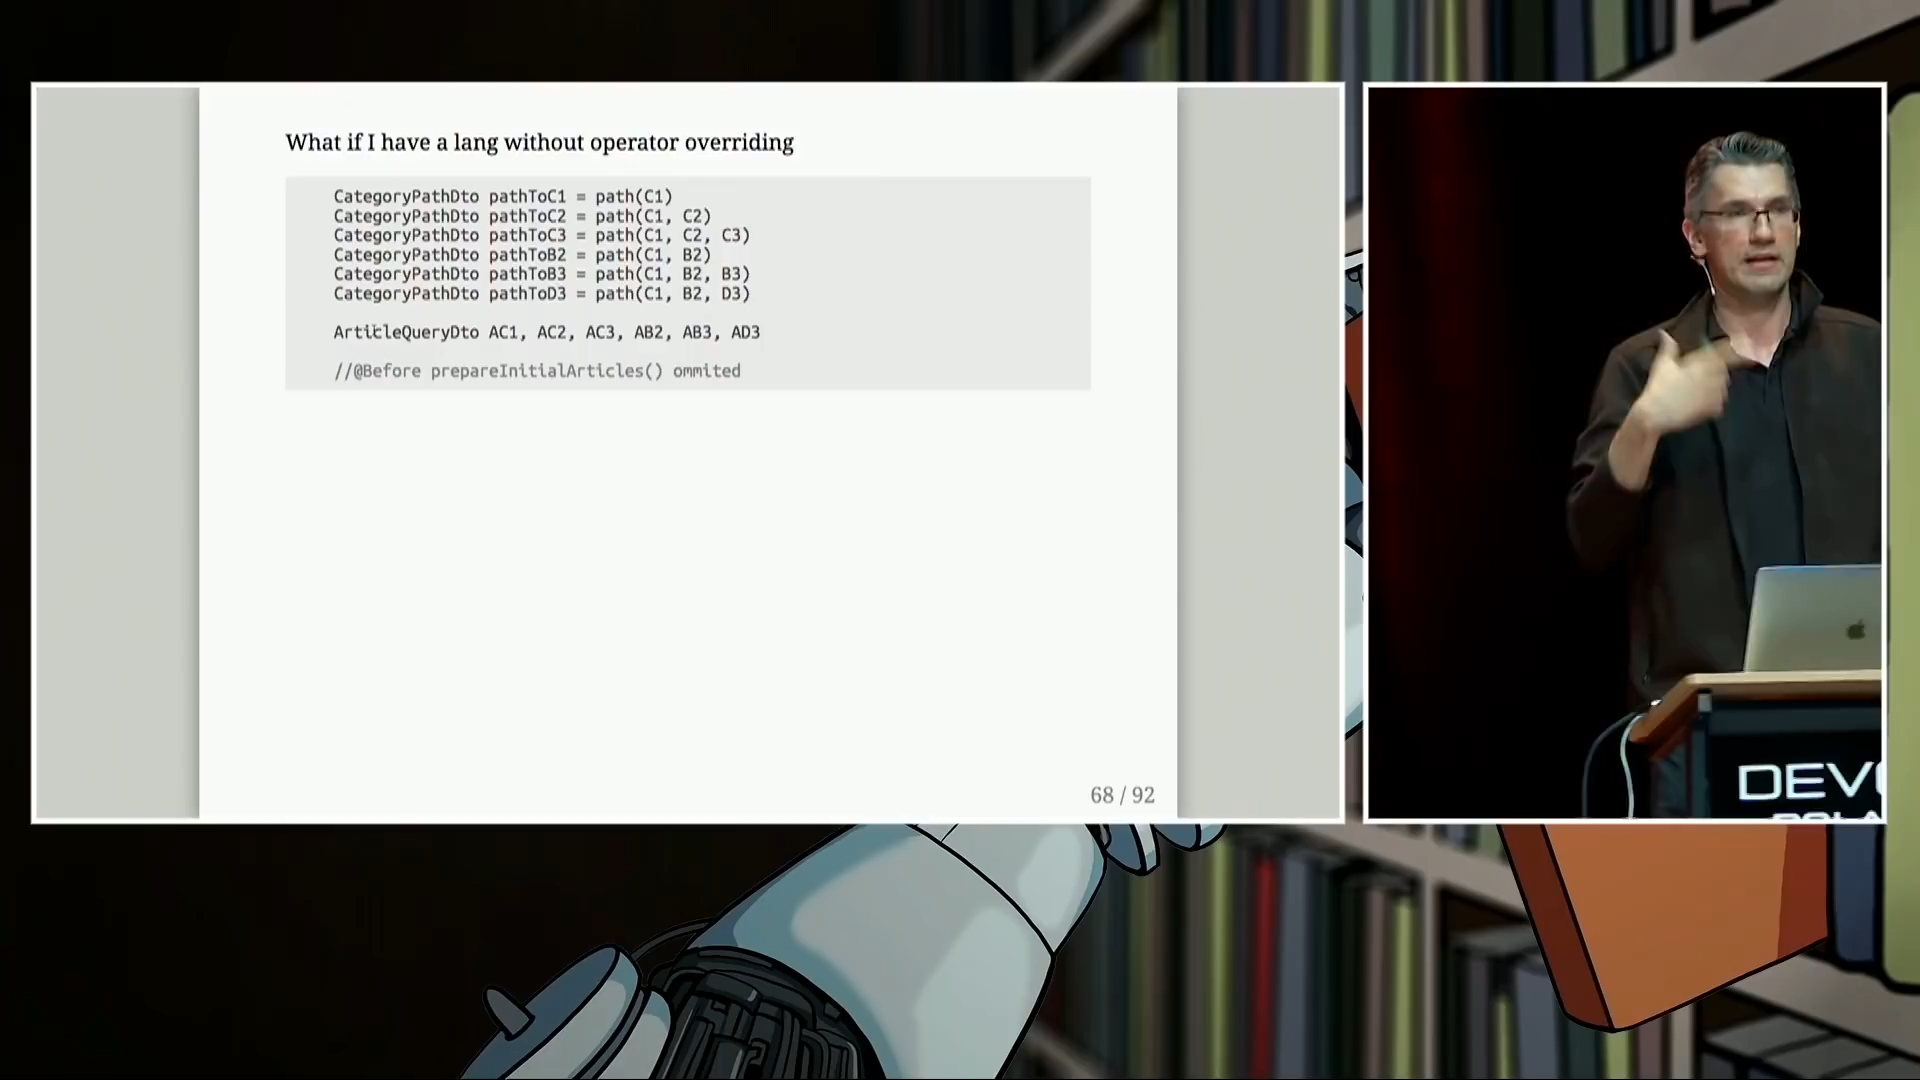 What if I have a lang without operator overriding
CategoryPathDto pathToC1 = path(C1)
CategoryPathDto pathToC2 = path(C1, C2)
CategoryPathDto pathToC3 = path(C1, C2, C3)
CategoryPathDto pathToB2 = path(C1, B2)
CategoryPathDto pathToB3 = path(C1, B2, B3)
CategoryPathDto pathToD3 = path(C1, B2, D3)
ArticleQueryDto AC1, AC2, AC3, AB2, AB3, AD3
//@Before prepareInitialArticles() ommited
68 / 92